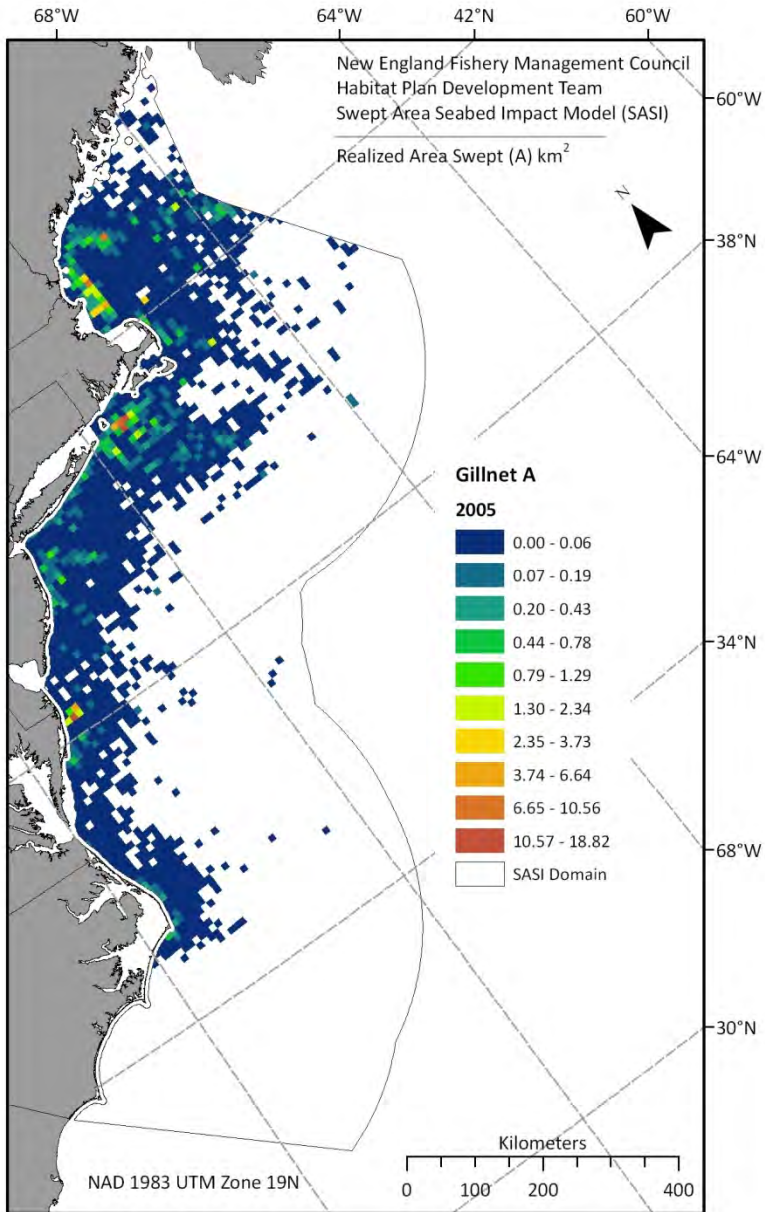 68°W 64°W 42°N 60°W
New England Fishery Management Council
Habitat Plan Development Team
Swept Area Seabed Impact Model (SASI)
Realized Area Swept (A) km²
60°W
N
38°N
64°W
Gillnet A
2005
0.00 - 0.06
0.07 - 0.19
0.20 - 0.43
0.44 - 0.78
0.79 - 1.29
1.30 - 2.34
2.35 - 3.73
3.74 - 6.64
6.65 - 10.56
10.57 - 18.82
SASI Domain
34°N
68°W
30°N
Kilometers
NAD 1983 UTM Zone 19N
0 100 200 300 400